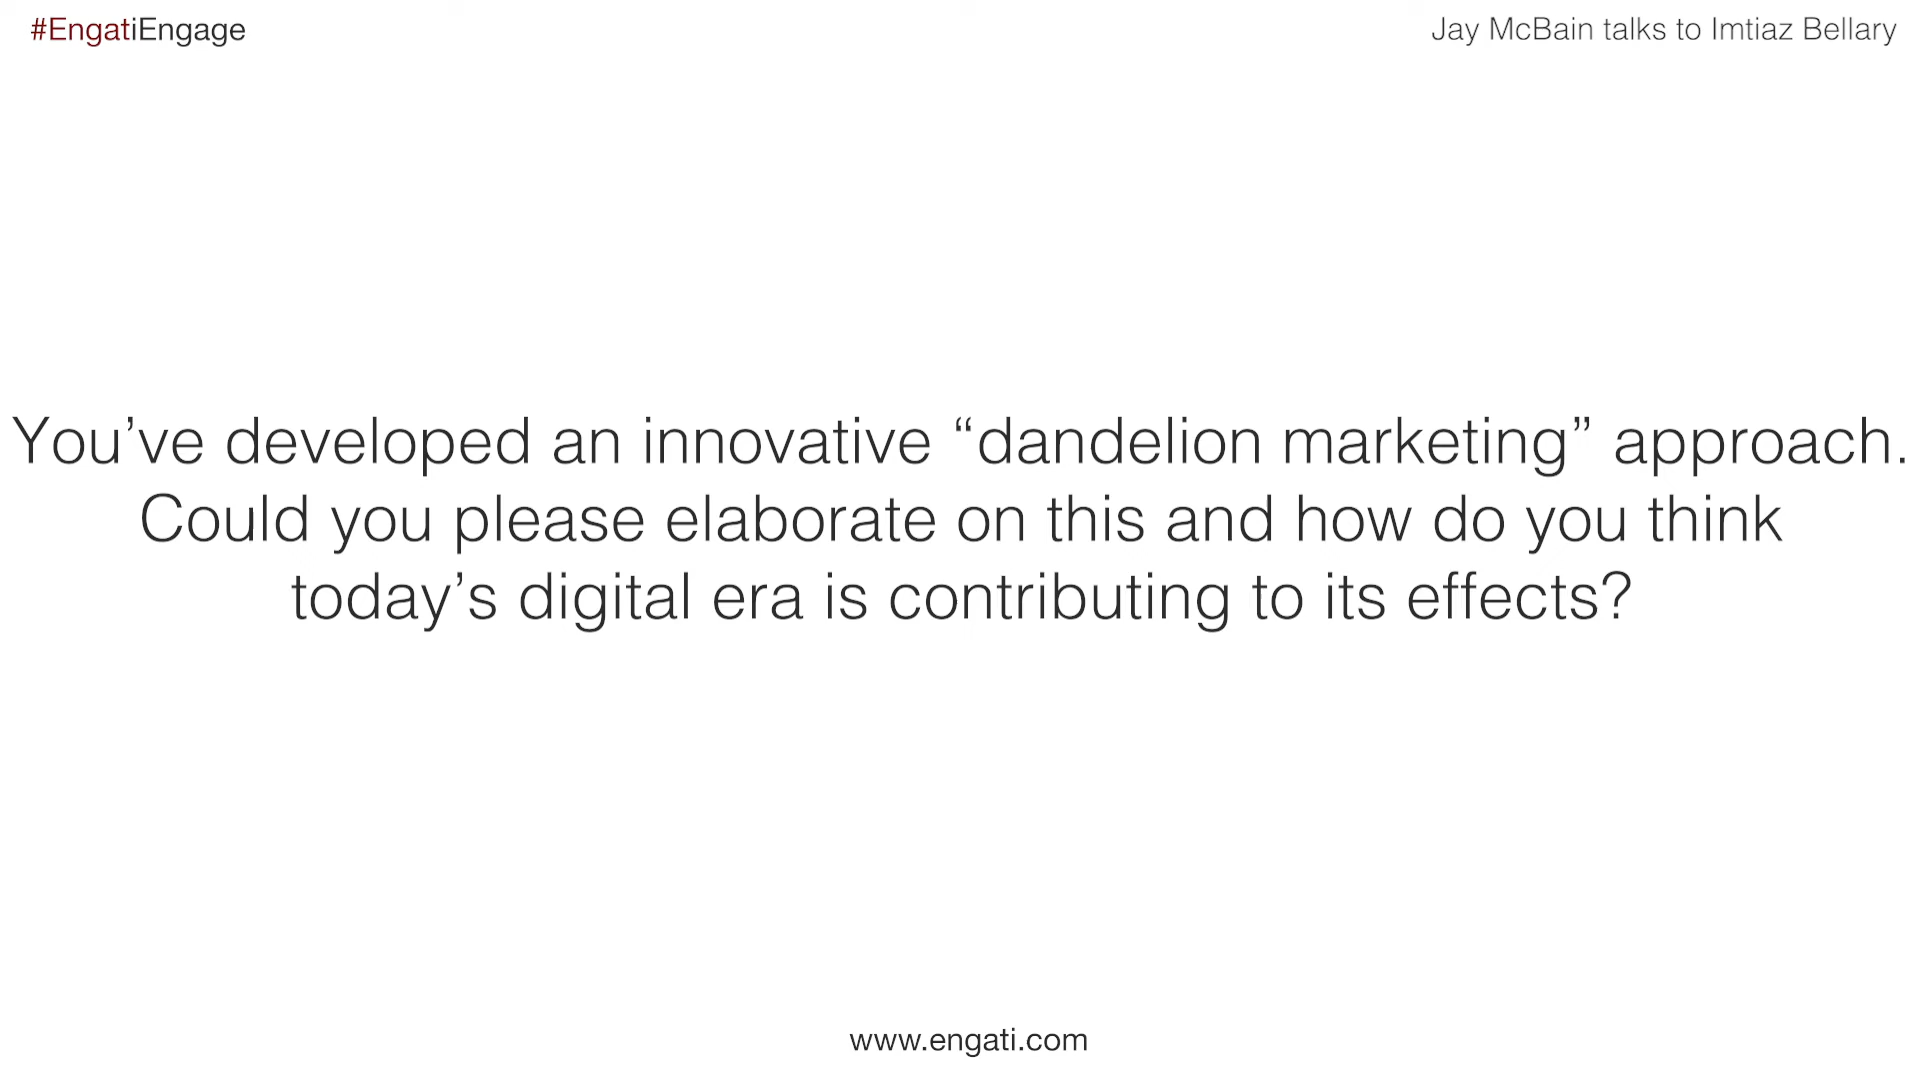 #EngatiEngage
Jay McBain talks to Imtiaz Bellary
You’ve developed an innovative “dandelion marketing” approach.
Could you please elaborate on this and how do you think
today’s digital era is contributing to its effects?
www.engati.com